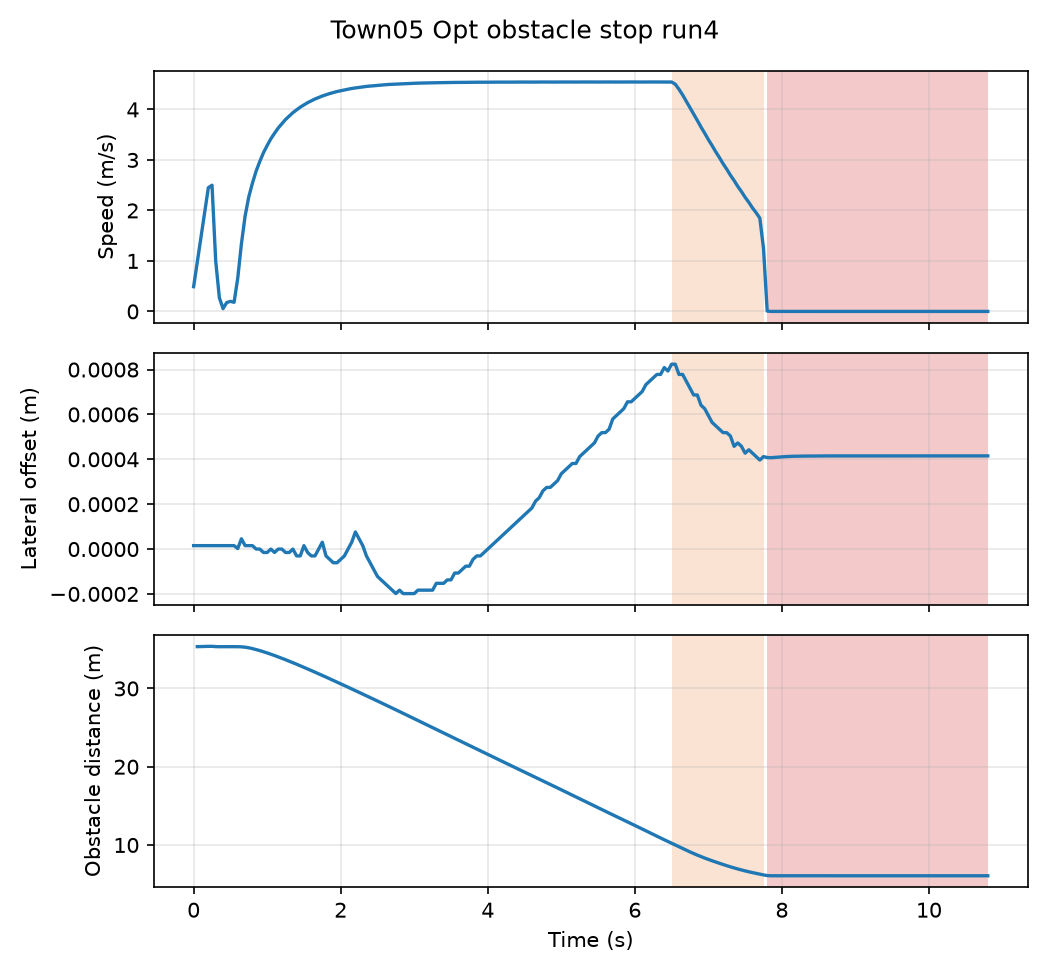 Town05 Opt obstacle stop run4
4
3
2
1
0
Speed (m/s)
0.0008
0.0006
0.0004
0.0002
0.0000
−0.0002
Lateral offset (m)
30
20
10
Obstacle distance (m)
0 2 4 6 8 10
Time (s)